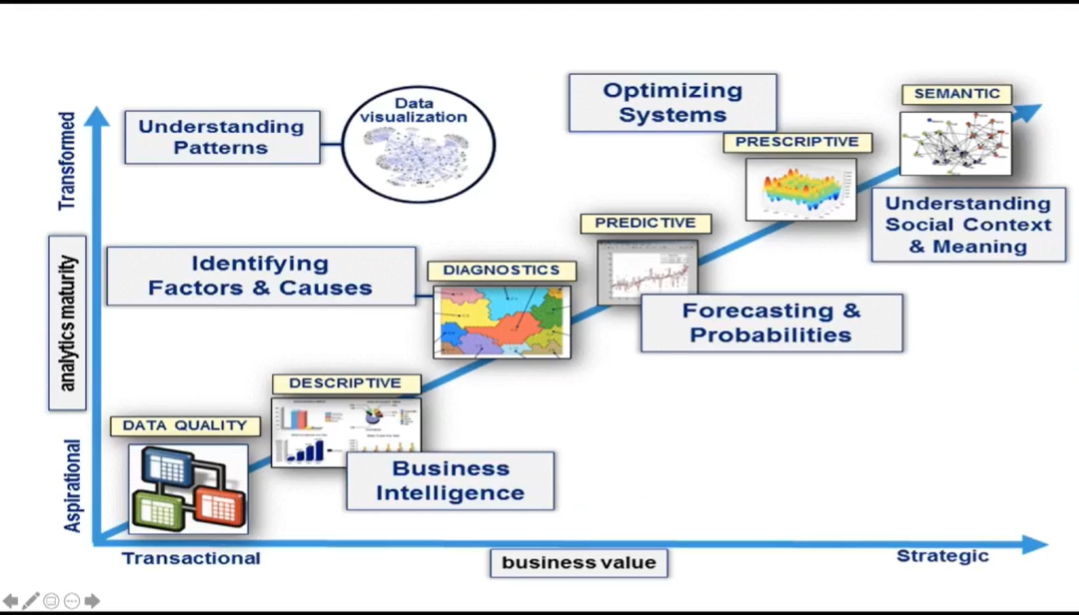 Data
visualization
Understanding
Patterns
Optimizing
Systems
SEMANTIC
PRESCRIPTIVE
Understanding
Social Context
& Meaning
PREDICTIVE
Identifying
Factors & Causes
DIAGNOSTICS
Forecasting &
Probabilities
DESCRIPTIVE
DATA QUALITY
Business
Intelligence
Transformed
analytics maturity
Aspirational
Transactional
business value
Strategic